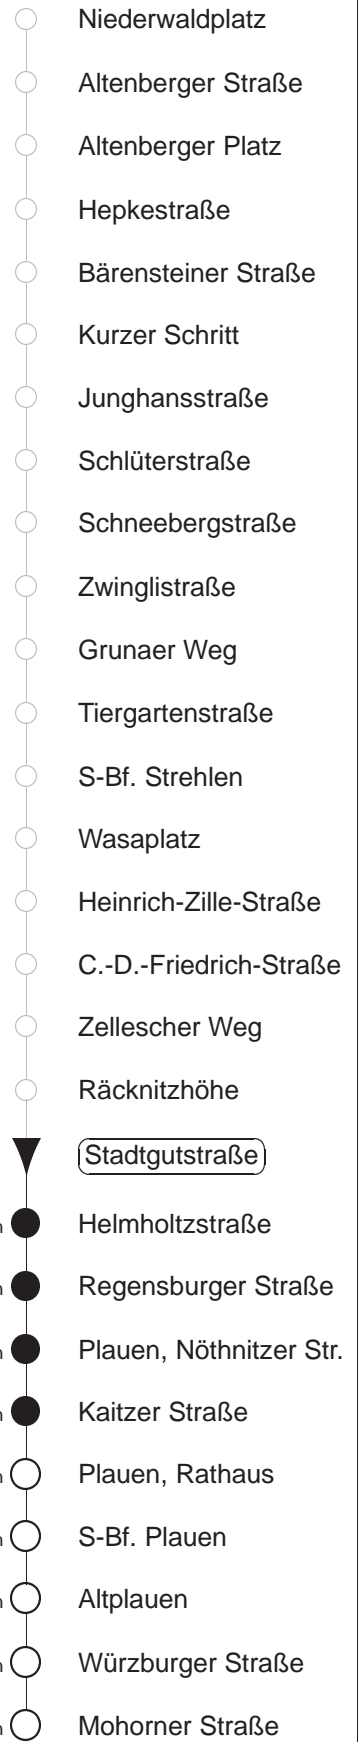 Niederwaldplatz
Altenberger Straße
Altenberger Platz
Hepkestraße
Bärensteiner Straße
Kurzer Schritt
Junghansstraße
Schlüterstraße
Schneebergstraße
Zwinglistraße
Grunaer Weg
Tiergartenstraße
S-Bf. Strehlen
Wasaplatz
Heinrich-Zille-Straße
C.-D.-Friedrich-Straße
Zellescher Weg
Räcknitzhöhe
Stadtgutstraße
Helmholtzstraße
Regensburger Straße
Plauen, Nöthnitzer Str.
Kaitzer Straße
Plauen, Rathaus
S-Bf. Plauen
Altplauen
Würzburger Straße
Mohorner Straße